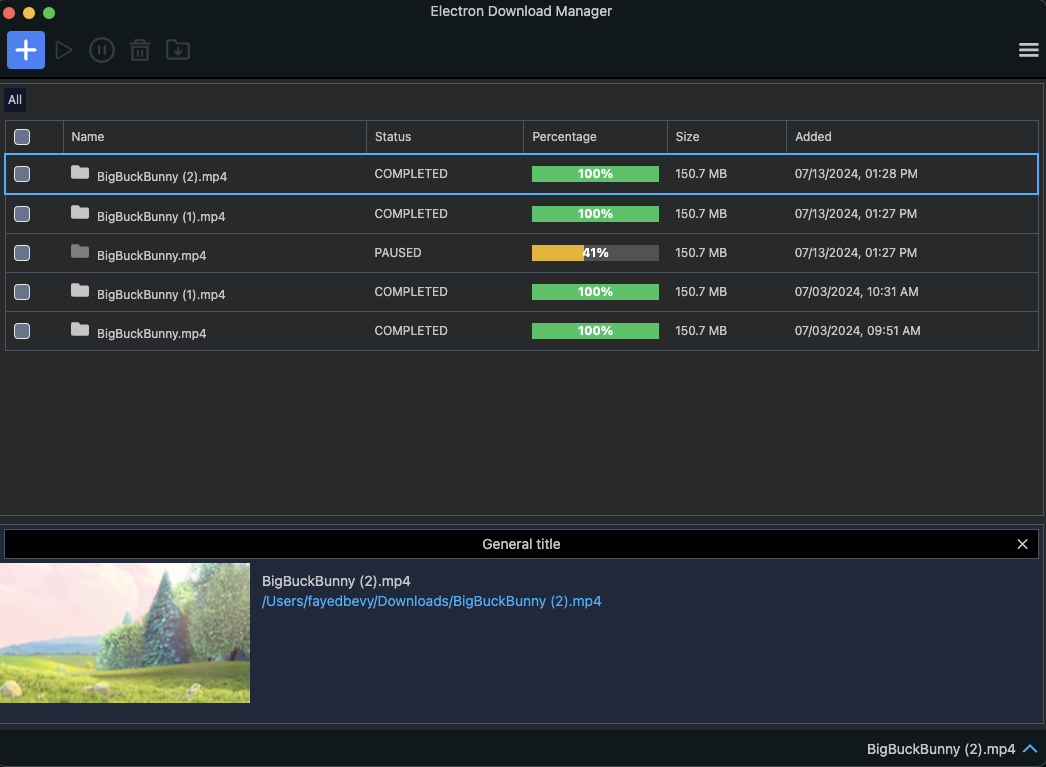 Electron Download Manager
All
Name Status Percentage Size Added
BigBuckBunny (2).mp4 COMPLETED 100% 150.7 MB 07/13/2024, 01:28 PM
BigBuckBunny (1).mp4 COMPLETED 100% 150.7 MB 07/13/2024, 01:27 PM
BigBuckBunny.mp4 PAUSED 41% 150.7 MB 07/13/2024, 01:27 PM
BigBuckBunny (1).mp4 COMPLETED 100% 150.7 MB 07/03/2024, 10:31 AM
BigBuckBunny.mp4 COMPLETED 100% 150.7 MB 07/03/2024, 09:51 AM
General title
BigBuckBunny (2).mp4
/Users/fayedbevy/Downloads/BigBuckBunny (2).mp4
BigBuckBunny (2).mp4